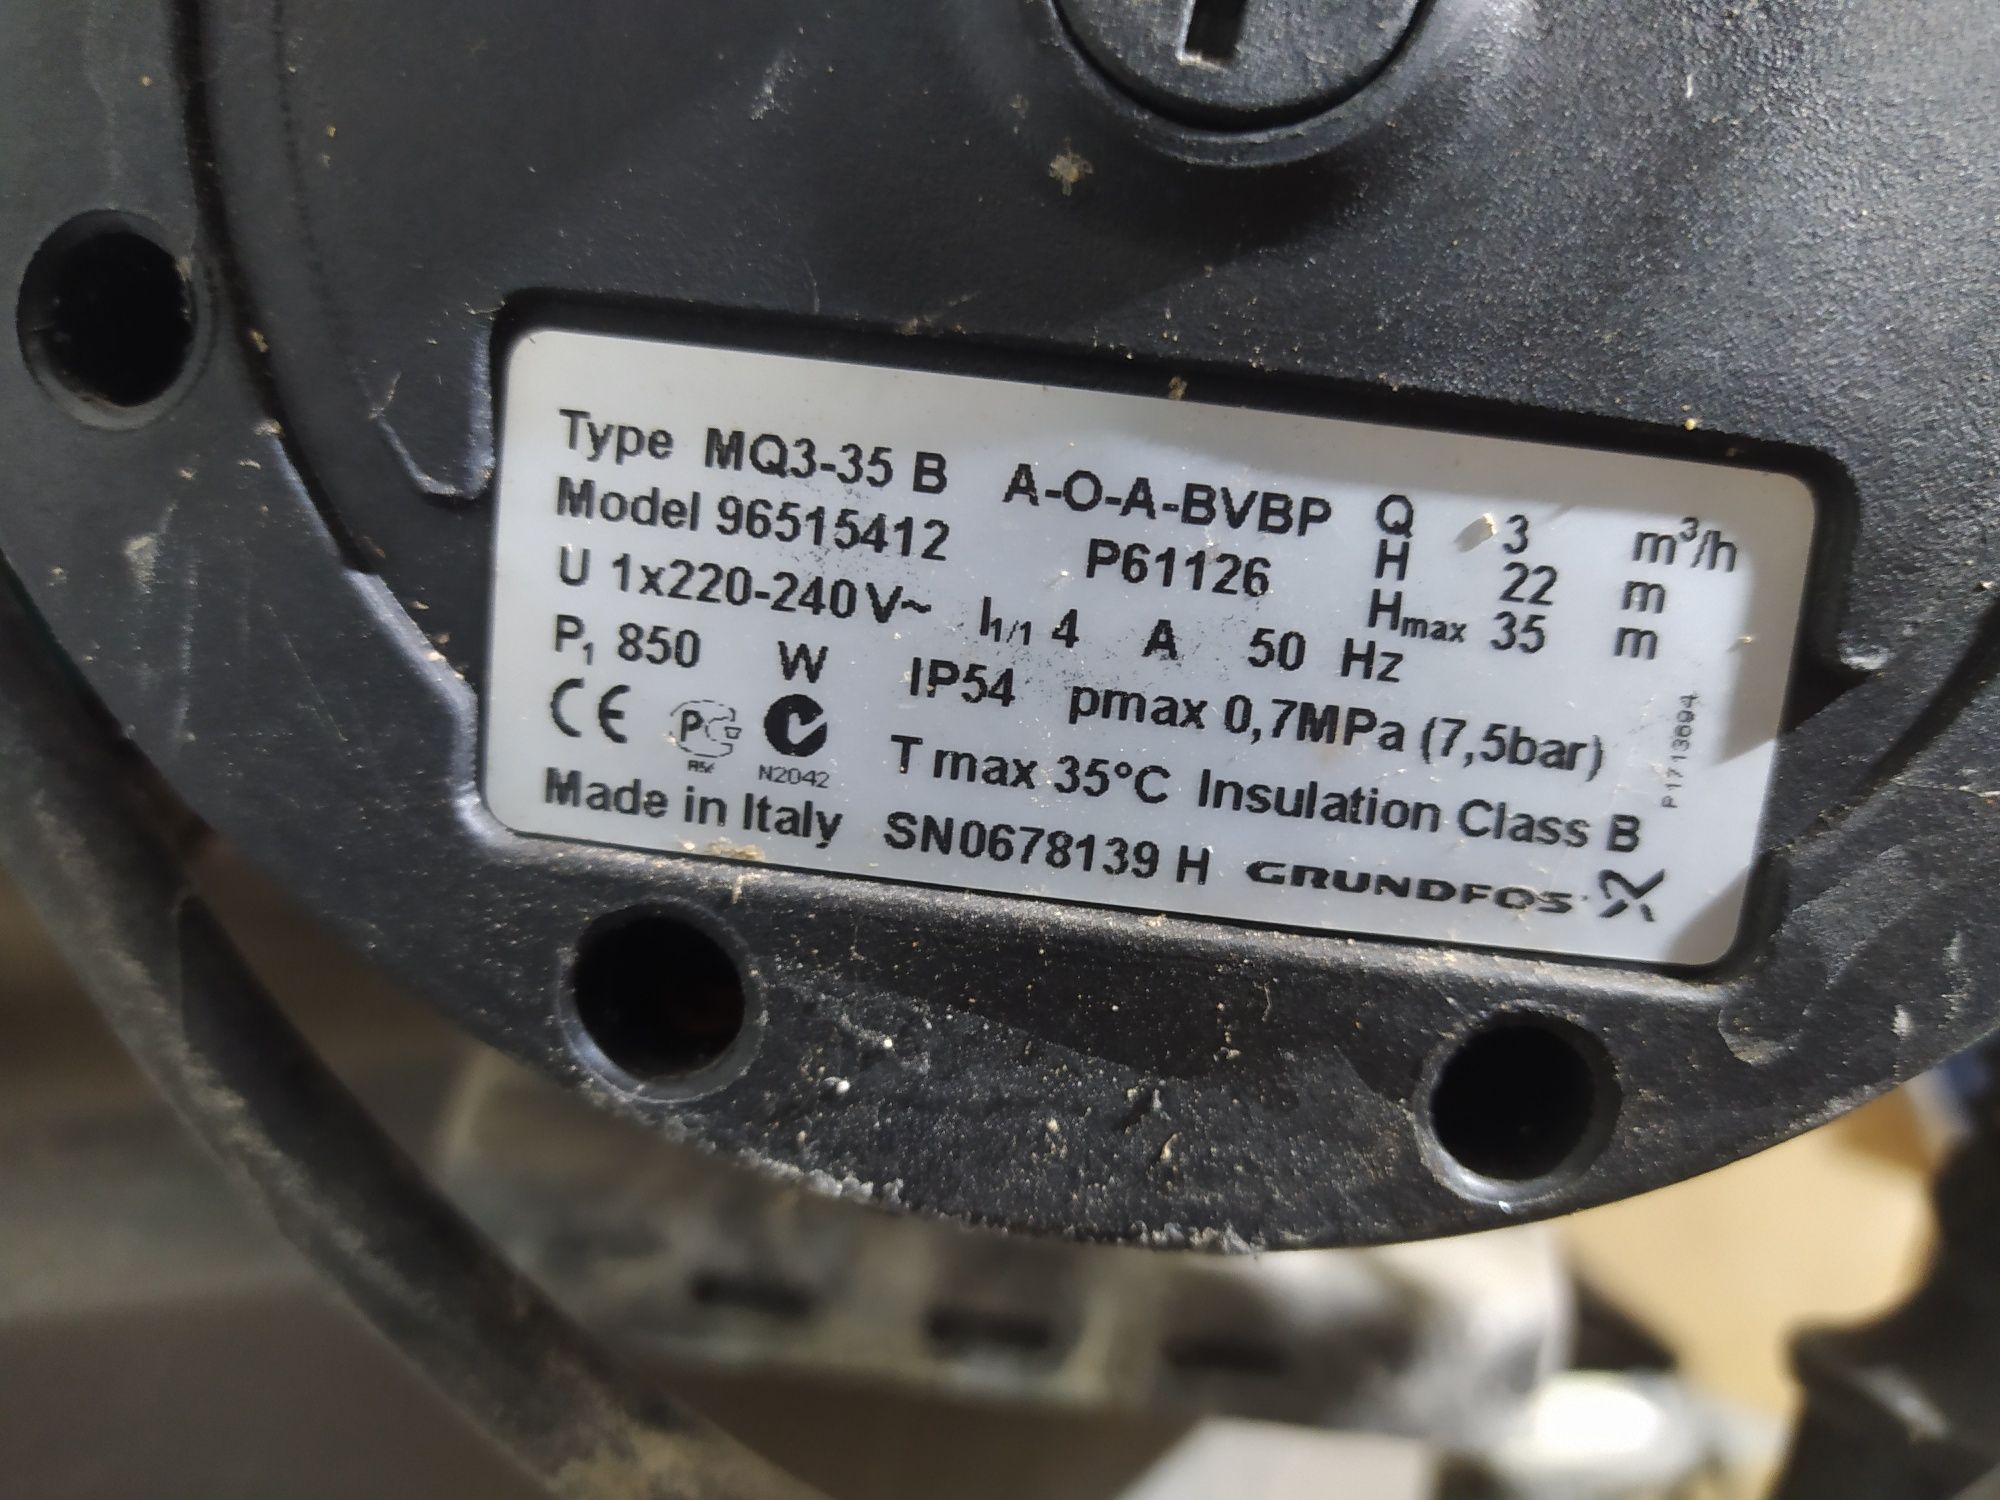 Type MQ3-35 B A-O-A-BVBP Q 3 m³/h
Model 96515412 P61126 H 22 m
U 1x220-240V~ I1/1 4 A 50 Hz Hmax 35 m
P1 850 W IP54 pmax 0,7MPa (7,5bar)
CE N2042 T max 35°C Insulation Class B
Made in Italy SN0678139 H GRUNDFOS
P1713694